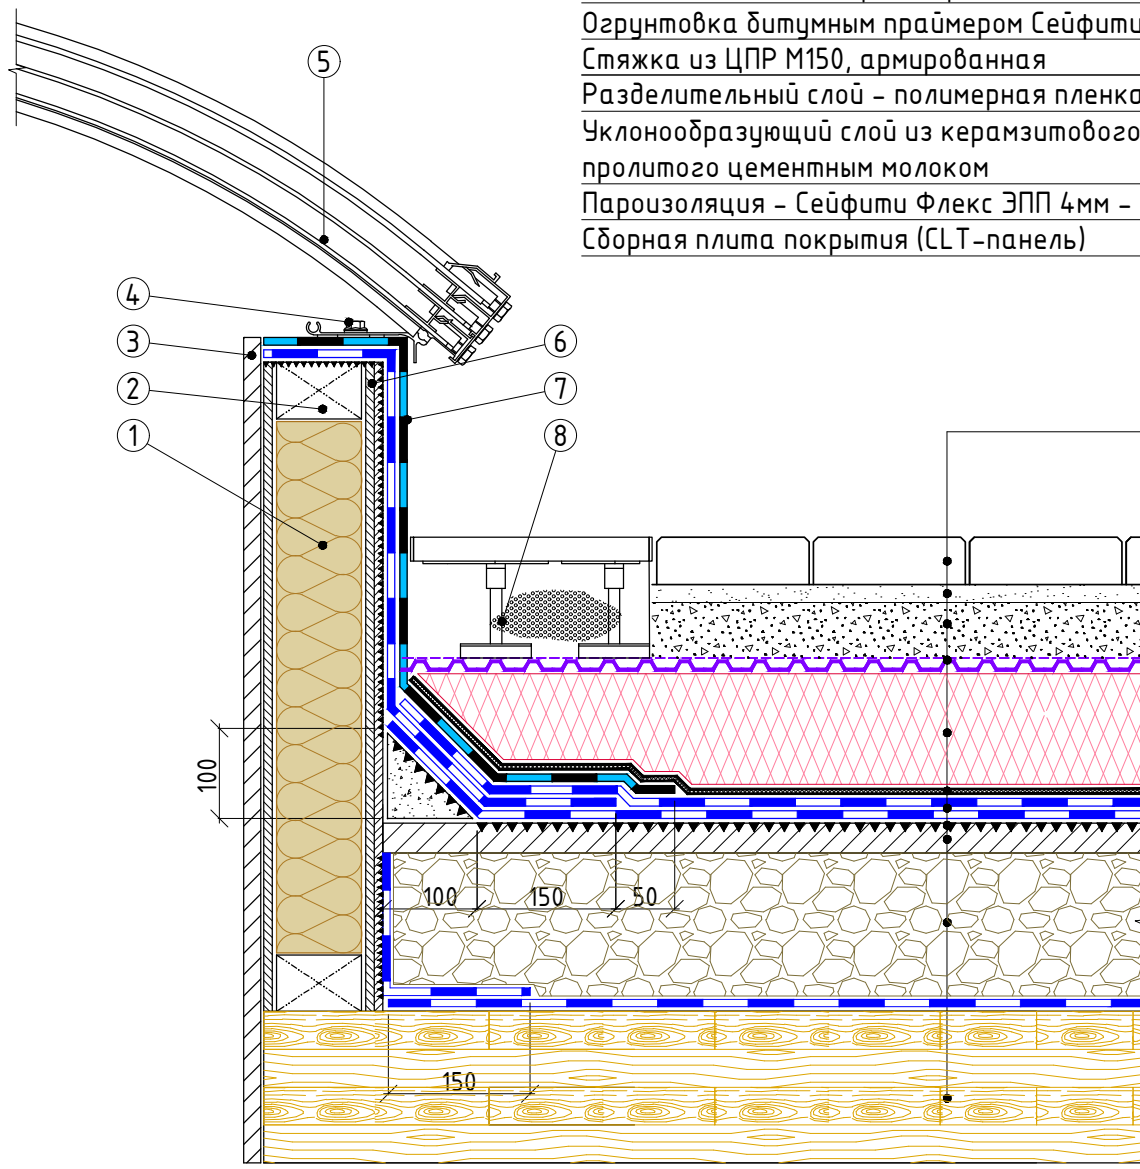 Огрунтовка битумным праймером Сейфити
Стяжка из ЦПР М150, армированная
Разделительный слой – полимерная пленка
Уклонообразующий слой из керамзитового
пролитого цементным молоком
Пароизоляция – Сейфити Флекс ЭПП 4мм –
Сборная плита покрытия (CLT-панель)
5
4
3
2
1
6
7
8
100
100
150
50
150